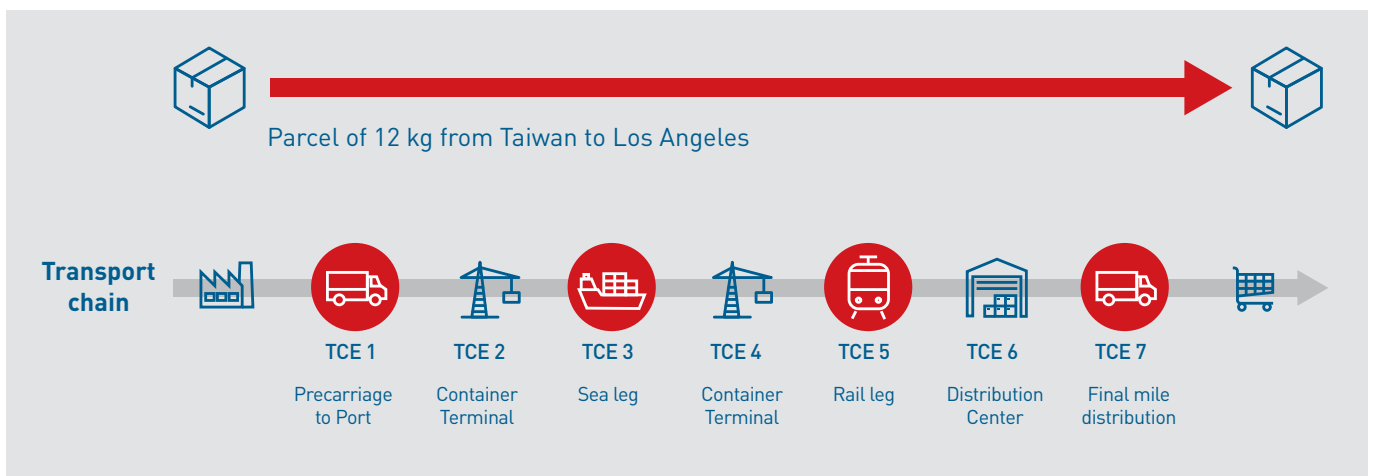 Parcel of 12 kg from Taiwan to Los Angeles
Transport
chain
TCE 1
TCE 2
TCE 3
TCE 4
TCE 5
TCE 6
TCE 7
Precarriage
to Port
Container
Terminal
Sea leg
Container
Terminal
Rail leg
Distribution
Center
Final mile
distribution